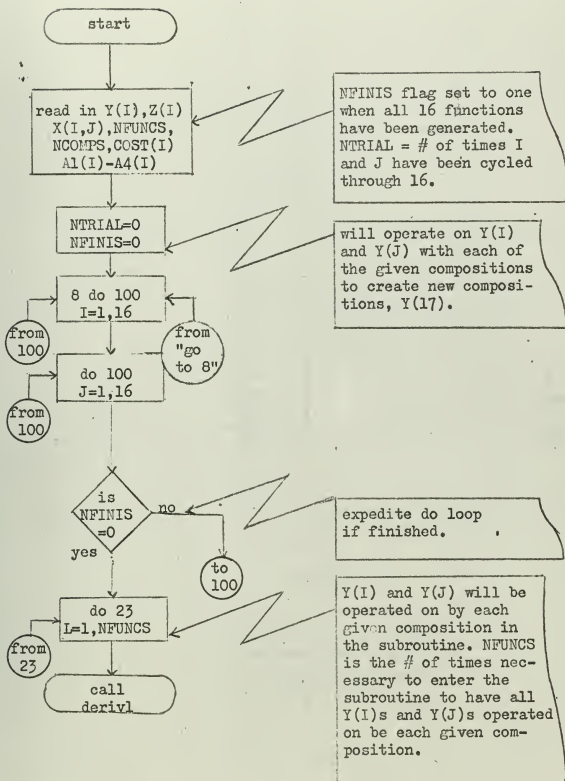 start
read in Y(I),Z(I)
X(I,J),NFUNCS,
NCOMPS,COST(I)
A1(I)-A4(I)
NFINIS flag set to one
when all 16 functions
have been generated.
NTRIAL = # of times I
and J have been cycled
through 16.
NTRIAL=0
NFINIS=0
will operate on Y(I)
and Y(J) with each of
the given compositions
to create new composi-
tions, Y(17).
8 do 100
I=1,16
from
100
from
"go
to 8"
do 100
J=1,16
from
100
is
NFINIS
=0
no
yes
to
100
expedite do loop
if finished.
do 23
L=1,NFUNCS
from
23
call
derivl
Y(I) and Y(J) will be
operated on by each
given composition in
the subroutine. NFUNCS
is the # of times nec-
essary to enter the
subroutine to have all
Y(I)s and Y(J)s operated
on be each given com-
position.